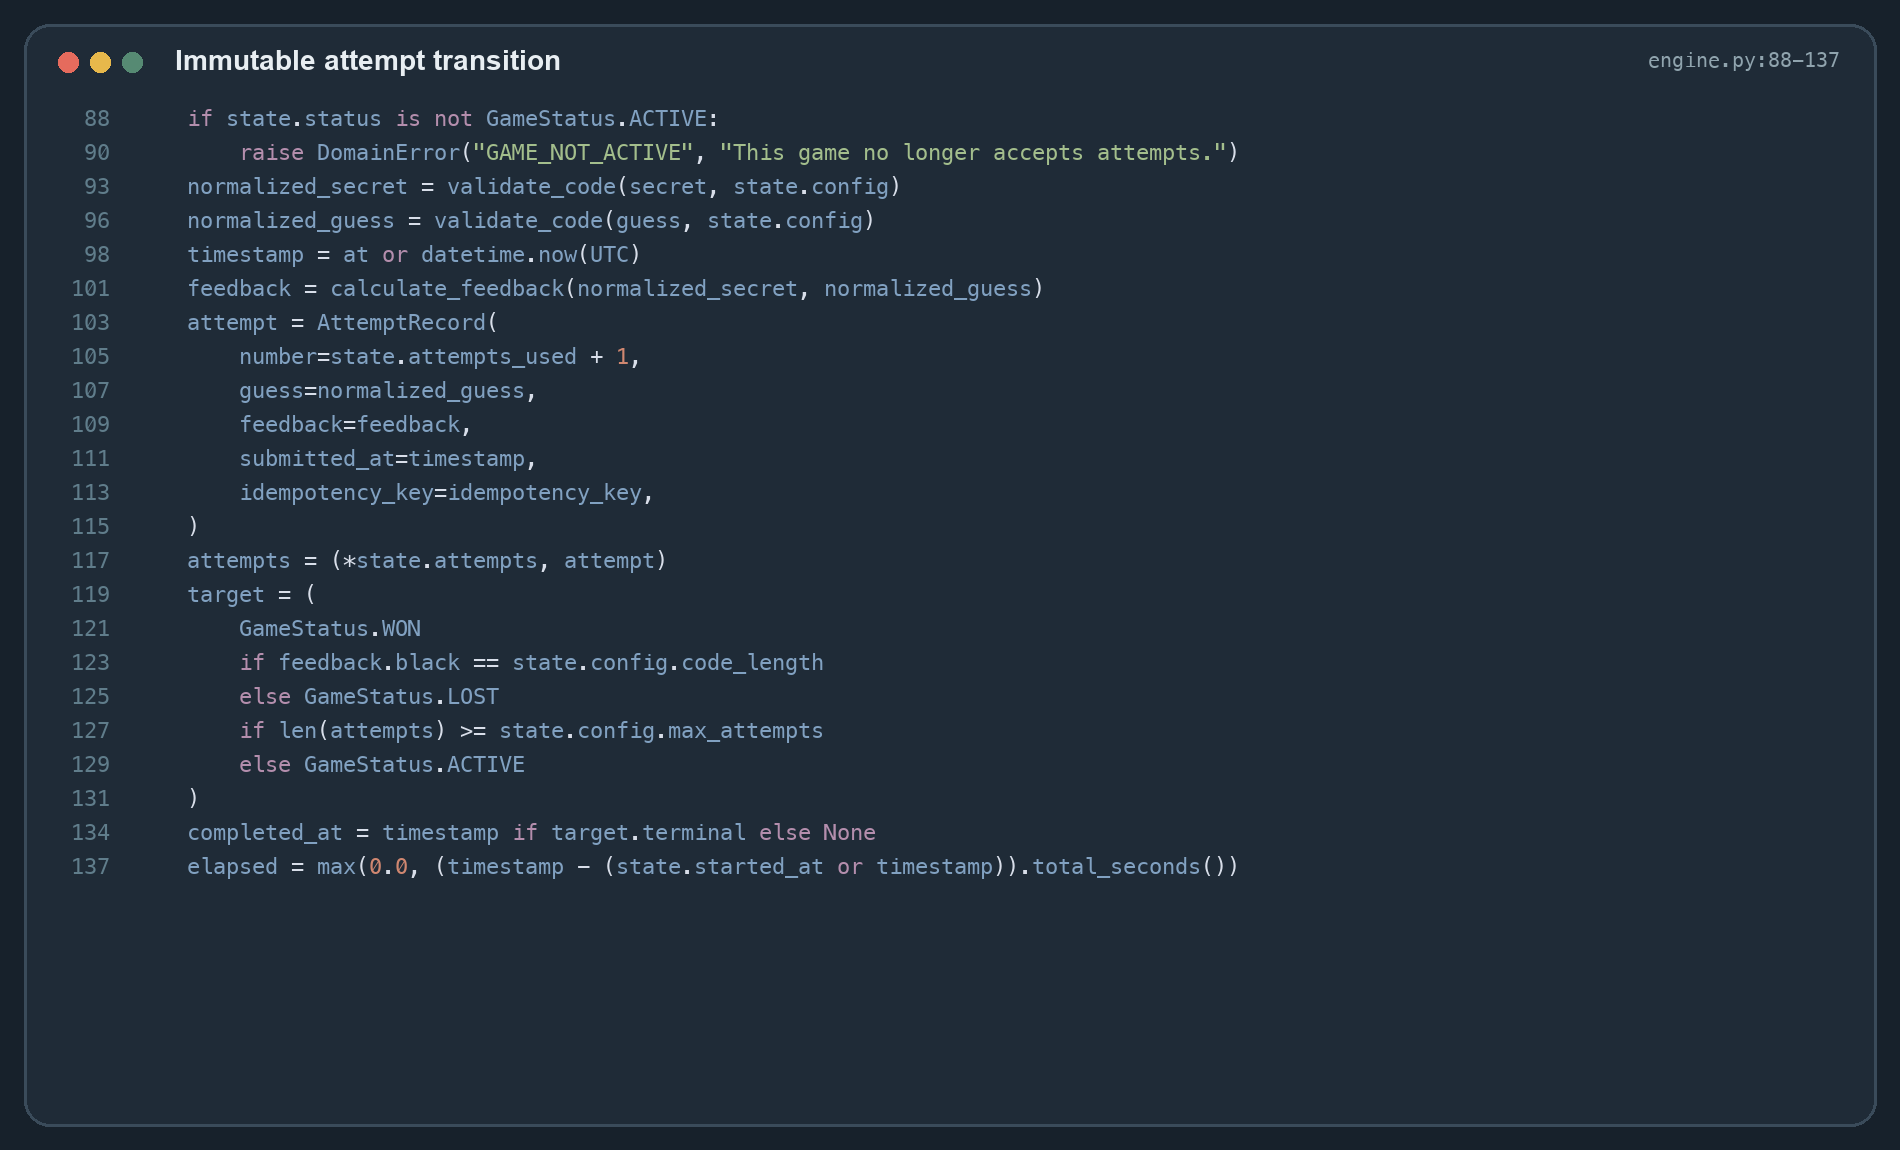 Immutable attempt transition
engine.py:88–137
88 if state.status is not GameStatus.ACTIVE:
90 raise DomainError("GAME_NOT_ACTIVE", "This game no longer accepts attempts.")
93 normalized_secret = validate_code(secret, state.config)
96 normalized_guess = validate_code(guess, state.config)
98 timestamp = at or datetime.now(UTC)
101 feedback = calculate_feedback(normalized_secret, normalized_guess)
103 attempt = AttemptRecord(
105 number=state.attempts_used + 1,
107 guess=normalized_guess,
109 feedback=feedback,
111 submitted_at=timestamp,
113 idempotency_key=idempotency_key,
115 )
117 attempts = (*state.attempts, attempt)
119 target = (
121 GameStatus.WON
123 if feedback.black == state.config.code_length
125 else GameStatus.LOST
127 if len(attempts) >= state.config.max_attempts
129 else GameStatus.ACTIVE
131 )
134 completed_at = timestamp if target.terminal else None
137 elapsed = max(0.0, (timestamp − (state.started_at or timestamp)).total_seconds())